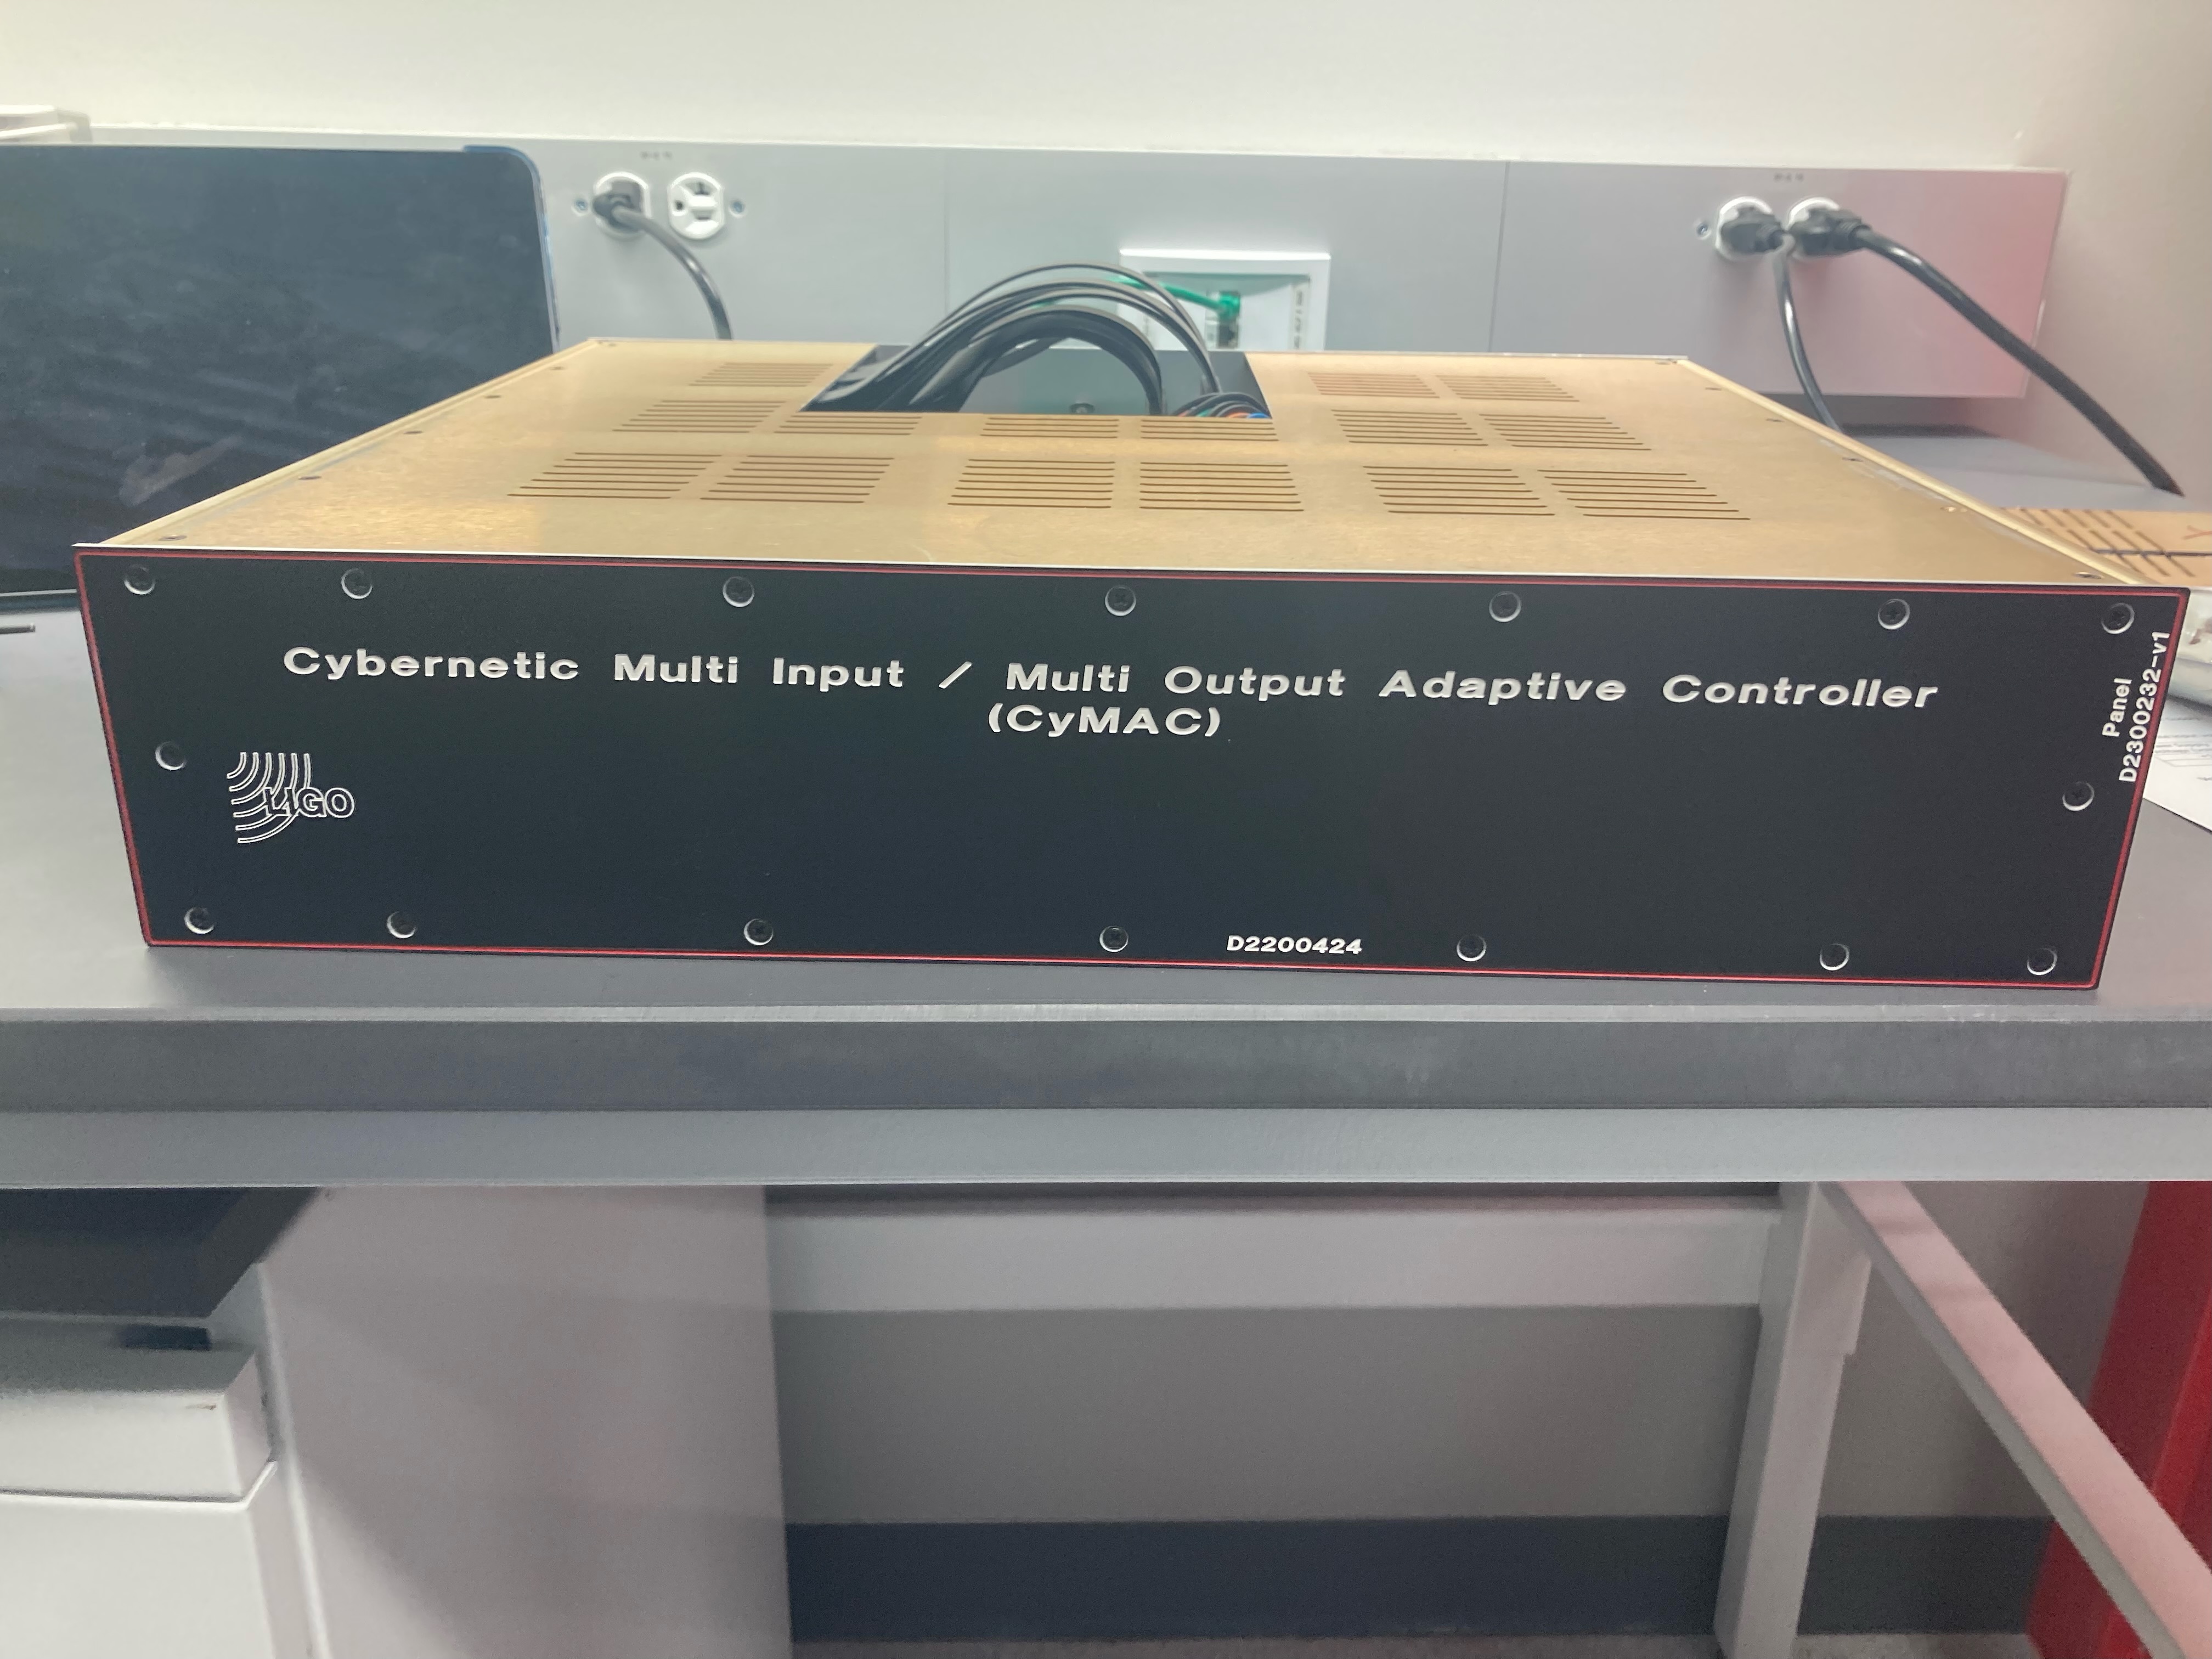 Cybernetic Multi Input / Multi Output Adaptive Controller
(CyMAC)
Panel
D2300232-v1
LIGO
D2200424